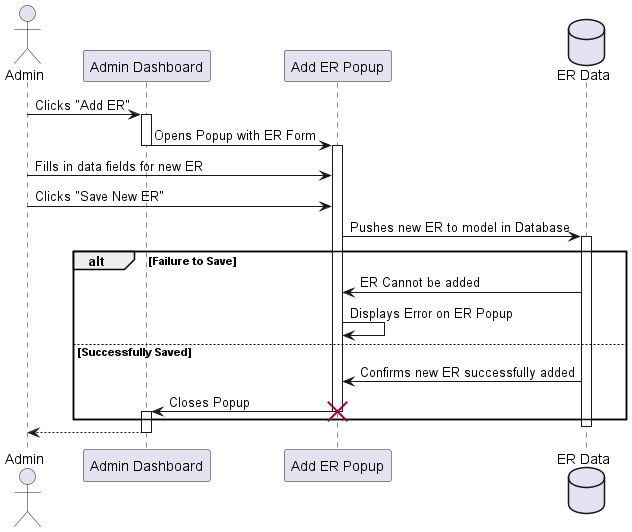 Admin
Admin Dashboard
Add ER Popup
ER Data
Clicks "Add ER"
Opens Popup with ER Form
Fills in data fields for new ER
Clicks "Save New ER"
Pushes new ER to model in Database
alt
[Failure to Save]
ER Cannot be added
Displays Error on ER Popup
[Successfully Saved]
Confirms new ER successfully added
Closes Popup
Admin
Admin Dashboard
Add ER Popup
ER Data